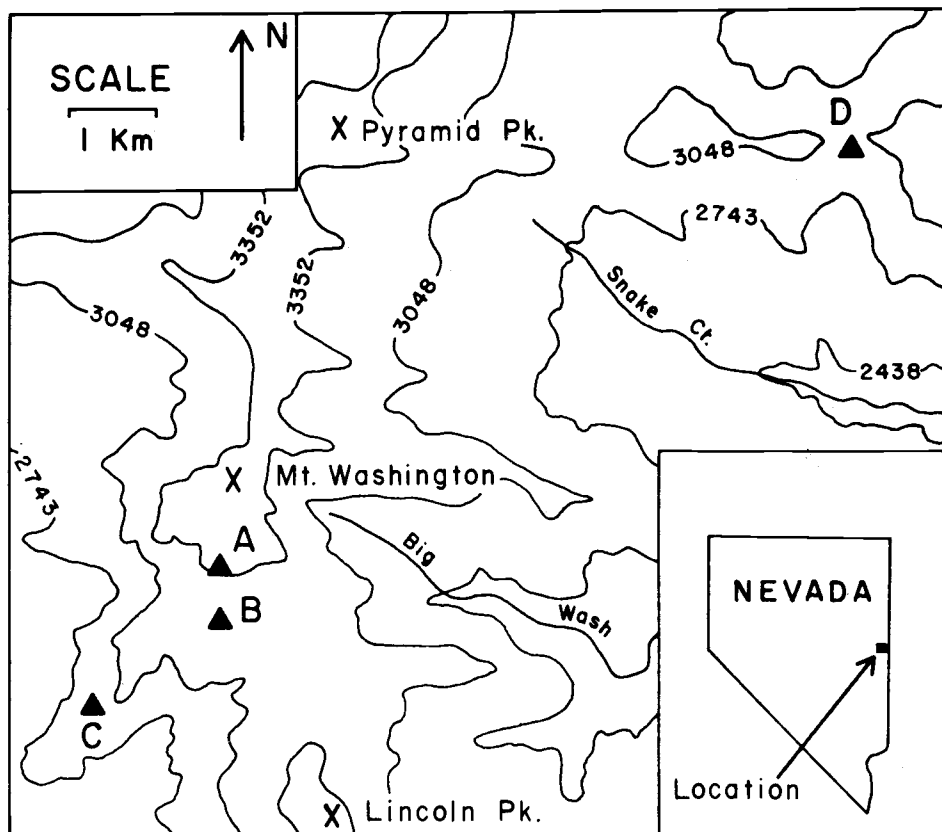 N
SCALE
1 Km
D
X Pyramid Pk.
3048
2743
3352
3352
3048
3048
Snake Cr.
2438
2743
X Mt. Washington
A
B
Big Wash
C
X Lincoln Pk.
NEVADA
Location